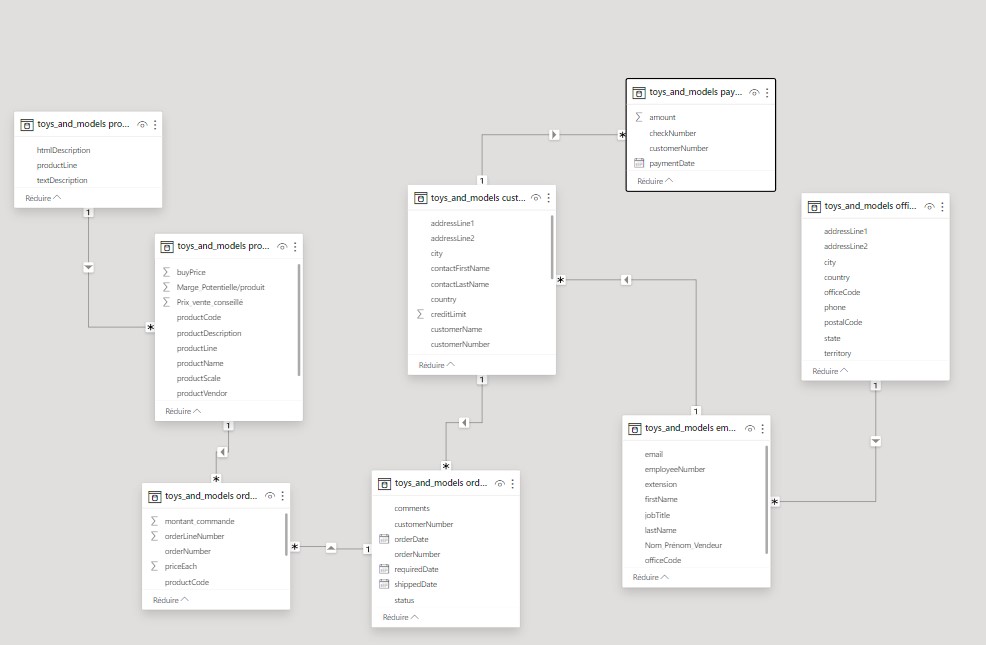 toys_and_models pro...
htmlDescription
productLine
textDescription
Réduire
1
*
toys_and_models pro...
buyPrice
Marge_Potentielle/produit
Prix_vente_conseillé
productCode
productDescription
productLine
productName
productScale
productVendor
Réduire
1
*
toys_and_models ord...
montant_commande
orderLineNumber
orderNumber
priceEach
productCode
Réduire
*
1
toys_and_models ord...
comments
customerNumber
orderDate
orderNumber
requiredDate
shippedDate
status
Réduire
*
1
toys_and_models cust...
addressLine1
addressLine2
city
contactFirstName
contactLastName
country
creditLimit
customerName
customerNumber
Réduire
1
*
toys_and_models pay...
amount
checkNumber
customerNumber
paymentDate
Réduire
*
1
toys_and_models em...
email
employeeNumber
extension
firstName
jobTitle
lastName
Nom_Prénom_Vendeur
officeCode
Réduire
*
1
toys_and_models offi...
addressLine1
addressLine2
city
country
officeCode
phone
postalCode
state
territory
Réduire